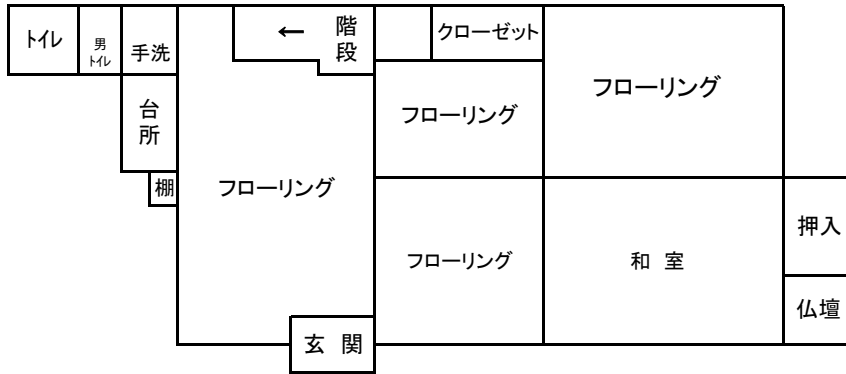 トイレ
男
トイレ
手洗
←
階
段
クローゼット
台
所
フローリング
フローリング
棚
フローリング
フローリング
和 室
押入
仏壇
玄 関